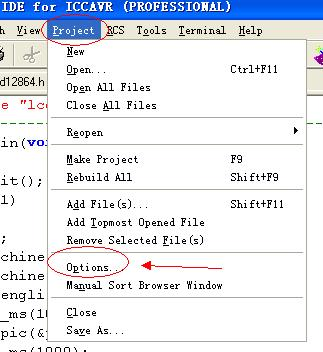 IDE for ICCAVR (PROFESSIONAL)
h View Project RCS Tools Terminal Help
New
Open... Ctrl+F11
Open All Files
Close All Files
Reopen
Make Project F9
Rebuild All Shift+F9
Add File(s)... Shift+F11
Add Topmost Opened File
Remove Selected File(s)
Options...
Manual Sort Browser Window
Close
Save As...
d12864.h
e "lc
in(voi
it();
1)
;
chine
chine
engli
_ms(10
pic(&p
_ms(1000);